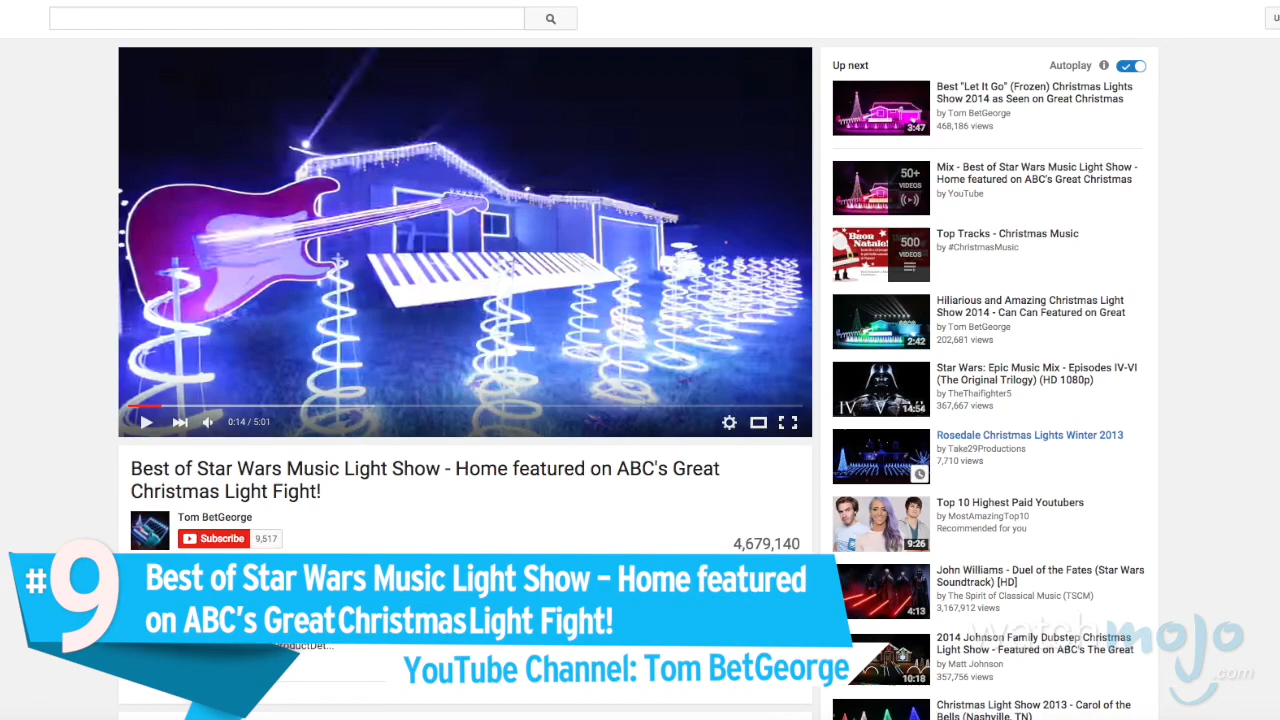 U
Up next
Autoplay
Best "Let It Go" (Frozen) Christmas Lights
Show 2014 as Seen on Great Christmas
by Tom BetGeorge
468,186 views
3:47
Mix - Best of Star Wars Music Light Show -
Home featured on ABC's Great Christmas
by YouTube
50+
VIDEOS
Top Tracks - Christmas Music
by #ChristmasMusic
Buon
Natale!
500
VIDEOS
Hiliarious and Amazing Christmas Light
Show 2014 - Can Can Featured on Great
by Tom BetGeorge
202,681 views
2:42
Star Wars: Epic Music Mix - Episodes IV-VI
(The Original Trilogy) (HD 1080p)
by TheThaifighter5
367,667 views
IV V VI
14:54
Rosedale Christmas Lights Winter 2013
by Take29Productions
7,710 views
Top 10 Highest Paid Youtubers
by MostAmazingTop10
Recommended for you
9:26
John Williams - Duel of the Fates (Star Wars
Soundtrack) [HD]
by The Spirit of Classical Music (TSCM)
3,167,912 views
4:13
2014 Johnson Family Dubstep Christmas
Light Show - Featured on ABC's The Great
by Matt Johnson
357,756 views
10:18
Christmas Light Show 2013 - Carol of the
Bells (Nashville, TN)
0:14 / 5:01
Best of Star Wars Music Light Show - Home featured on ABC's Great
Christmas Light Fight!
Tom BetGeorge
Subscribe 9,517
4,679,140
#9
Best of Star Wars Music Light Show – Home featured
on ABC's Great Christmas Light Fight!
YouTube Channel: Tom BetGeorge
watchmojo
.com